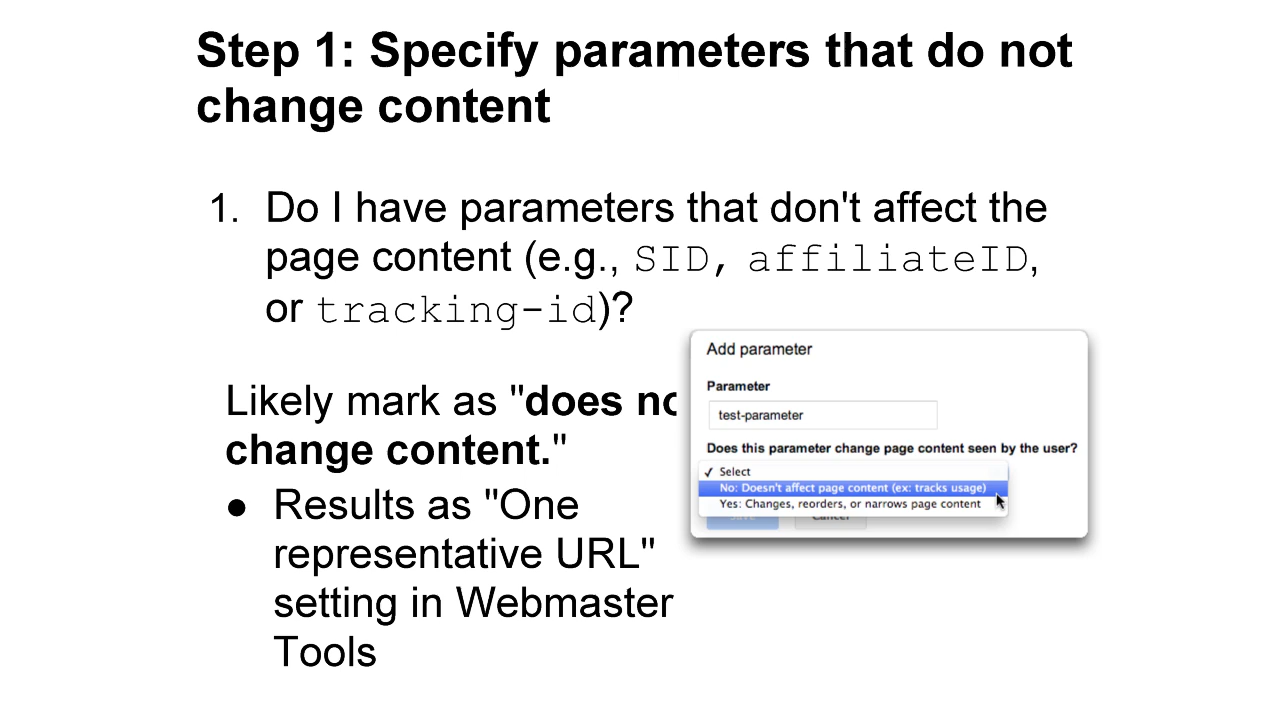 Step 1: Specify parameters that do not
change content
1. Do I have parameters that don't affect the
page content (e.g., SID, affiliateID,
or tracking-id)?
Likely mark as "does no
change content."
● Results as "One
representative URL"
setting in Webmaster
Tools
Add parameter
Parameter
test-parameter
Does this parameter change page content seen by the user?
✓ Select
No: Doesn't affect page content (ex: tracks usage)
Yes: Changes, reorders, or narrows page content
Save Cancel